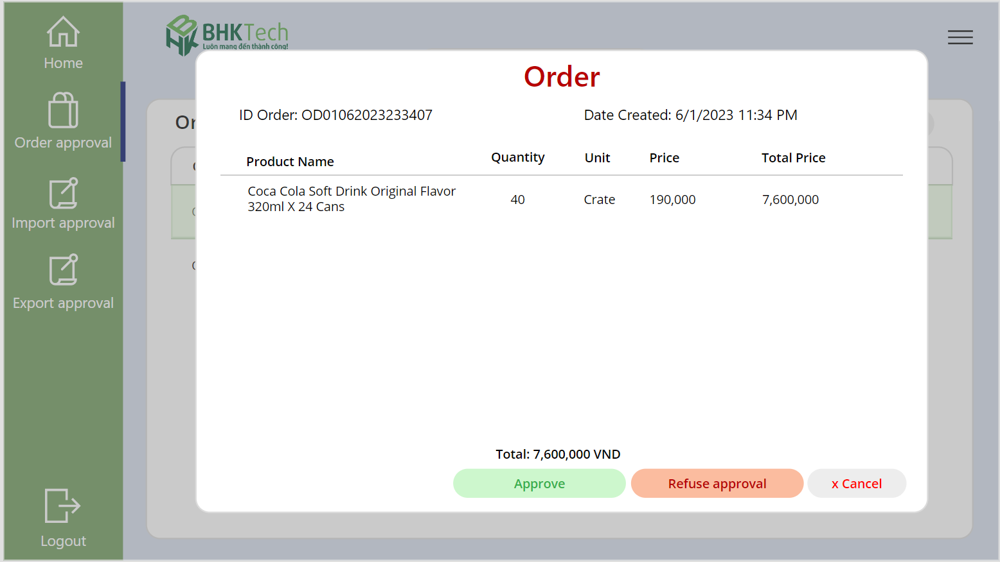 Home
Order approval
Import approval
Export approval
Logout
BHKTech
Luôn mang đến thành công!
Order
ID Order: OD01062023233407
Date Created: 6/1/2023 11:34 PM
Product Name
Quantity
Unit
Price
Total Price
Coca Cola Soft Drink Original Flavor
320ml X 24 Cans
40
Crate
190,000
7,600,000
Total: 7,600,000 VND
Approve
Refuse approval
x Cancel